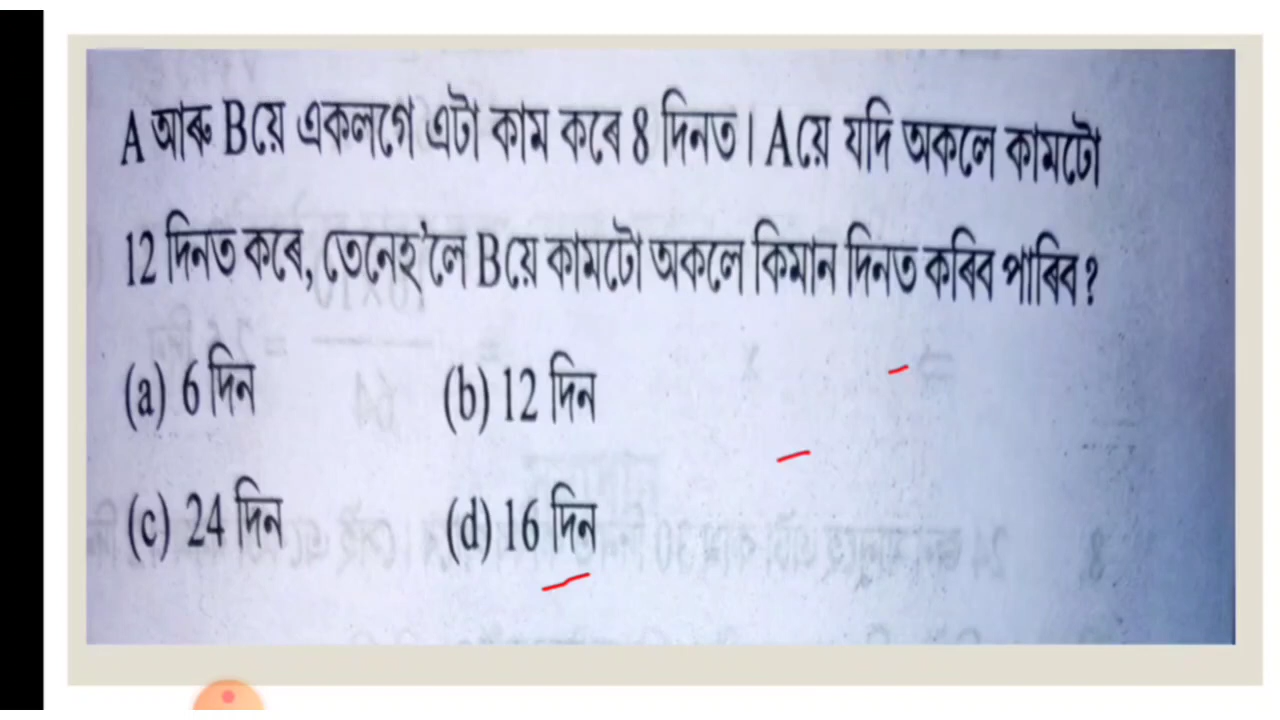 A আৰু Bয়ে একলগে এটা কাম কৰে 8 দিনত। Aয়ে যদি অকলে কামটো
12 দিনত কৰে, তেনেহ'লে Bয়ে কামটো অকলে কিমান দিনত কৰিব পাৰিব?
(a) 6 দিন (b) 12 দিন
(c) 24 দিন (d) 16 দিন